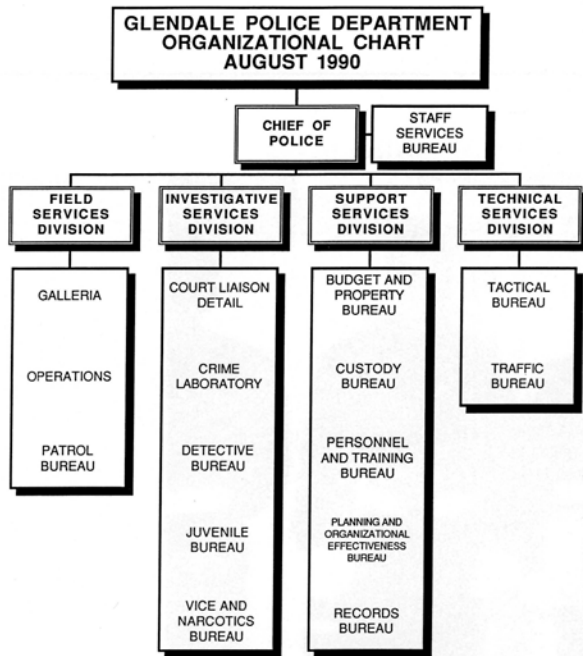 GLENDALE POLICE DEPARTMENT
ORGANIZATIONAL CHART
AUGUST 1990
CHIEF OF
POLICE
STAFF
SERVICES
BUREAU
FIELD
SERVICES
DIVISION
GALLERIA
OPERATIONS
PATROL
BUREAU
INVESTIGATIVE
SERVICES
DIVISION
COURT LIAISON
DETAIL
CRIME
LABORATORY
DETECTIVE
BUREAU
JUVENILE
BUREAU
VICE AND
NARCOTICS
BUREAU
SUPPORT
SERVICES
DIVISION
BUDGET AND
PROPERTY
BUREAU
CUSTODY
BUREAU
PERSONNEL
AND TRAINING
BUREAU
PLANNING AND
ORGANIZATIONAL
EFFECTIVENESS
BUREAU
RECORDS
BUREAU
TECHNICAL
SERVICES
DIVISION
TACTICAL
BUREAU
TRAFFIC
BUREAU